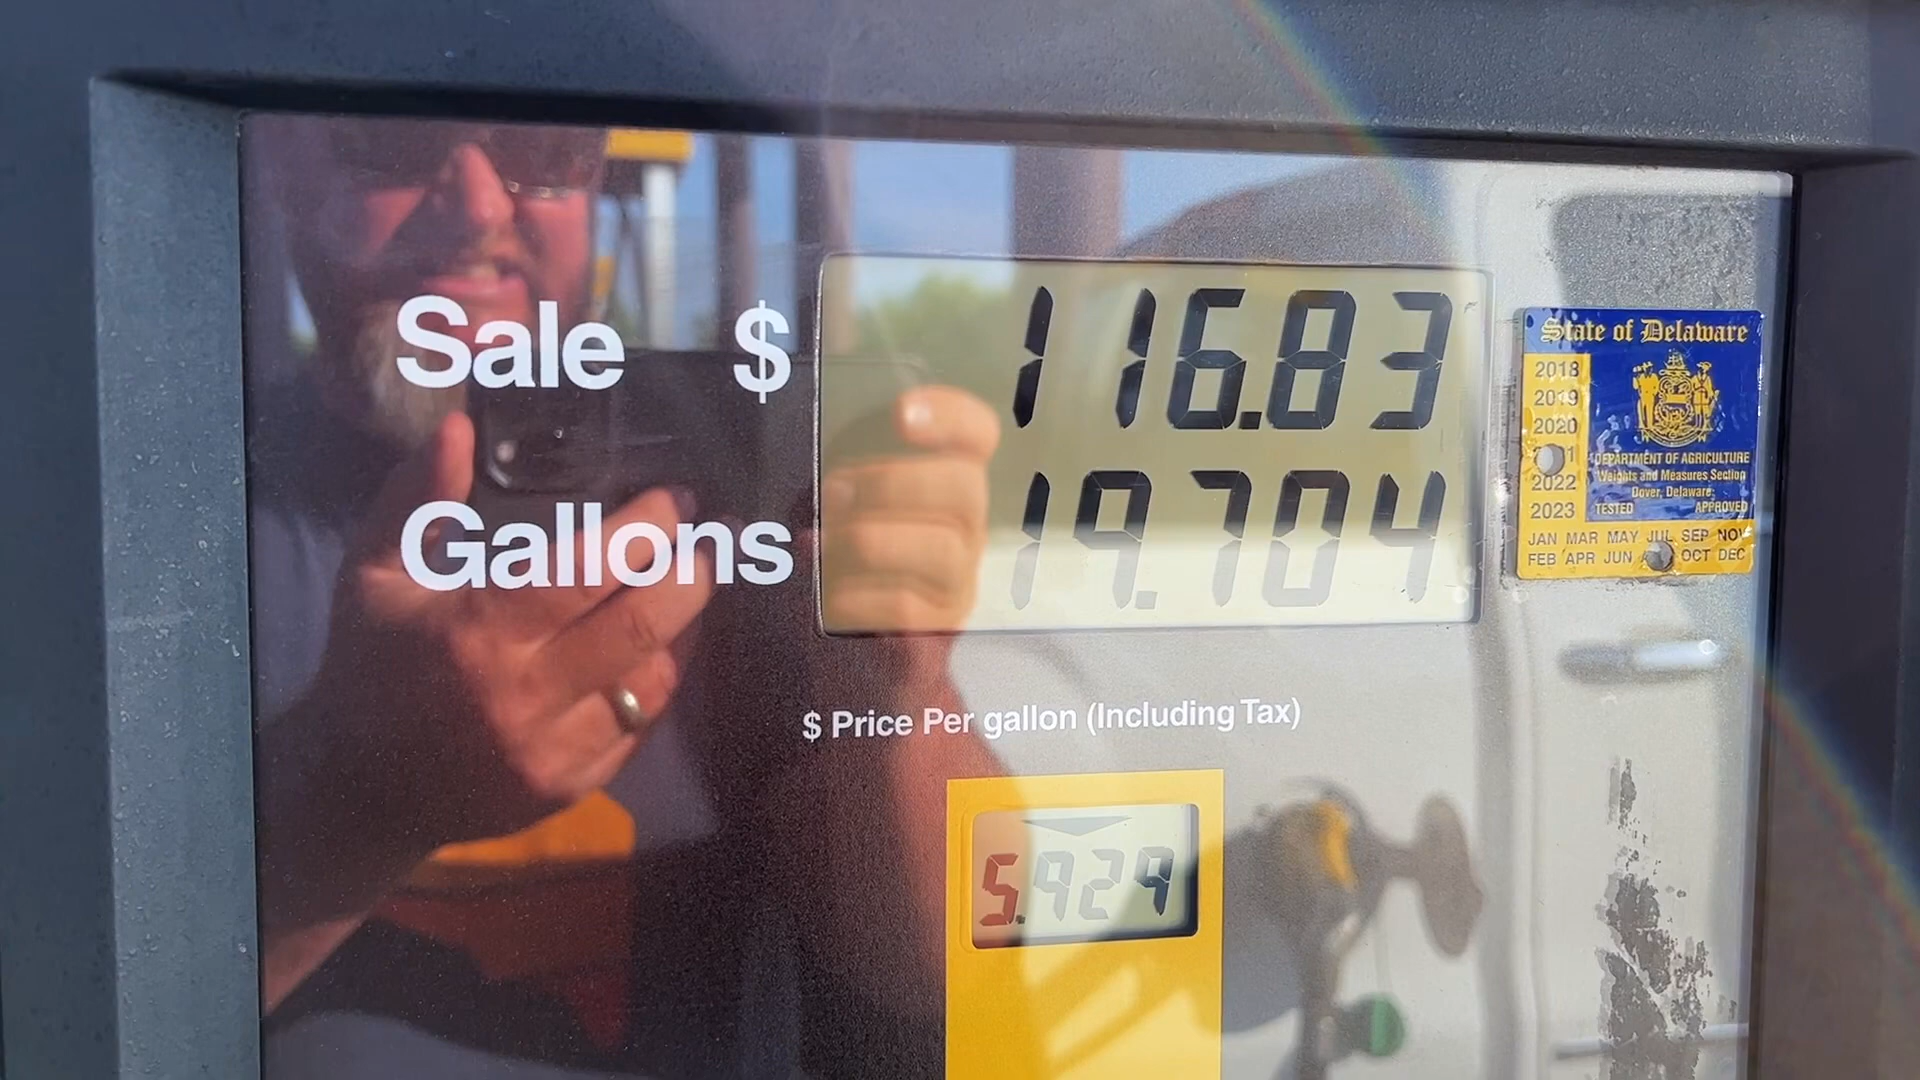 Sale $ 116.83
Gallons 19.704
$ Price Per gallon (Including Tax)
5.929
State of Delaware
2018
2019
2020
2022
2023
DEPARTMENT OF AGRICULTURE
Weights and Measures Section
Dover, Delaware
TESTED APPROVED
JAN MAR MAY JUL SEP NOV
FEB APR JUN OCT DEC